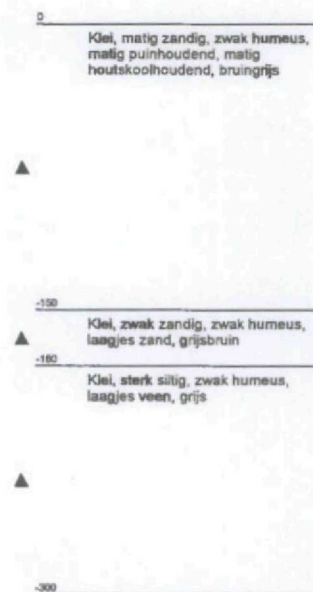 0
Klei, matig zandig, zwak humeus,
matig puinhoudend, matig
houtskoolhoudend, bruingrijs
-150
Klei, zwak zandig, zwak humeus,
laagjes zand, grijsbruin
-180
Klei, sterk siltig, zwak humeus,
laagjes veen, grijs
-300